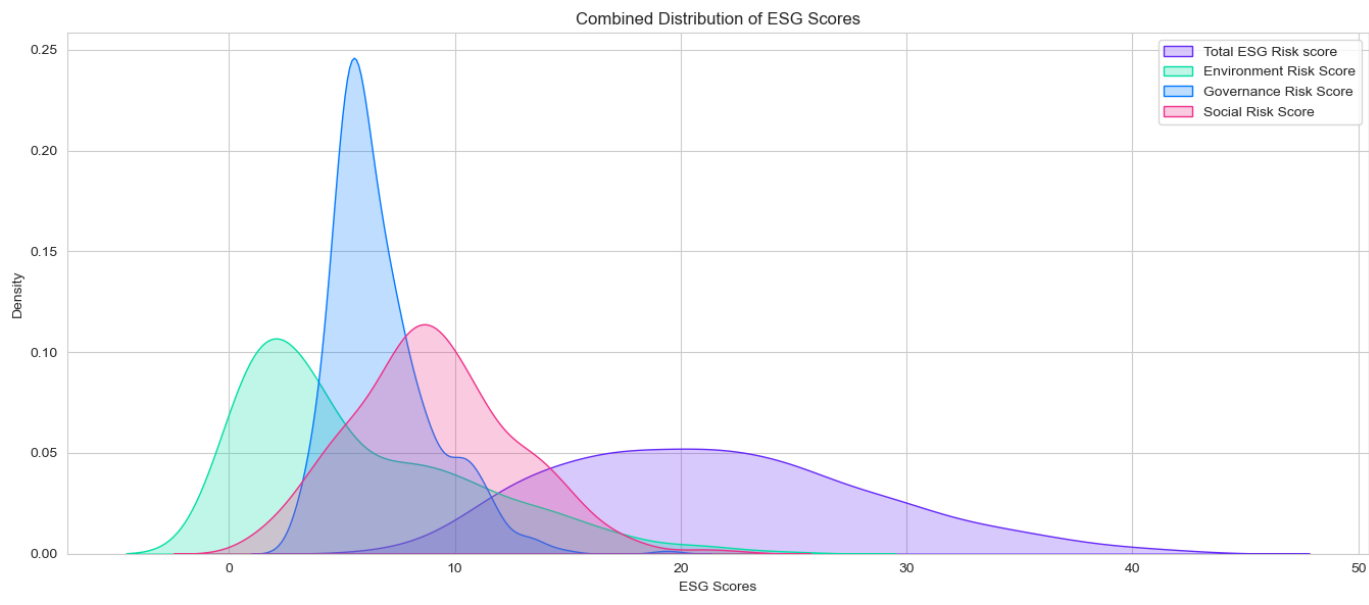 Combined Distribution of ESG Scores
Total ESG Risk score
Environment Risk Score
Governance Risk Score
Social Risk Score
Density
0.25
0.20
0.15
0.10
0.05
0.00
0 10 20 30 40 50
ESG Scores